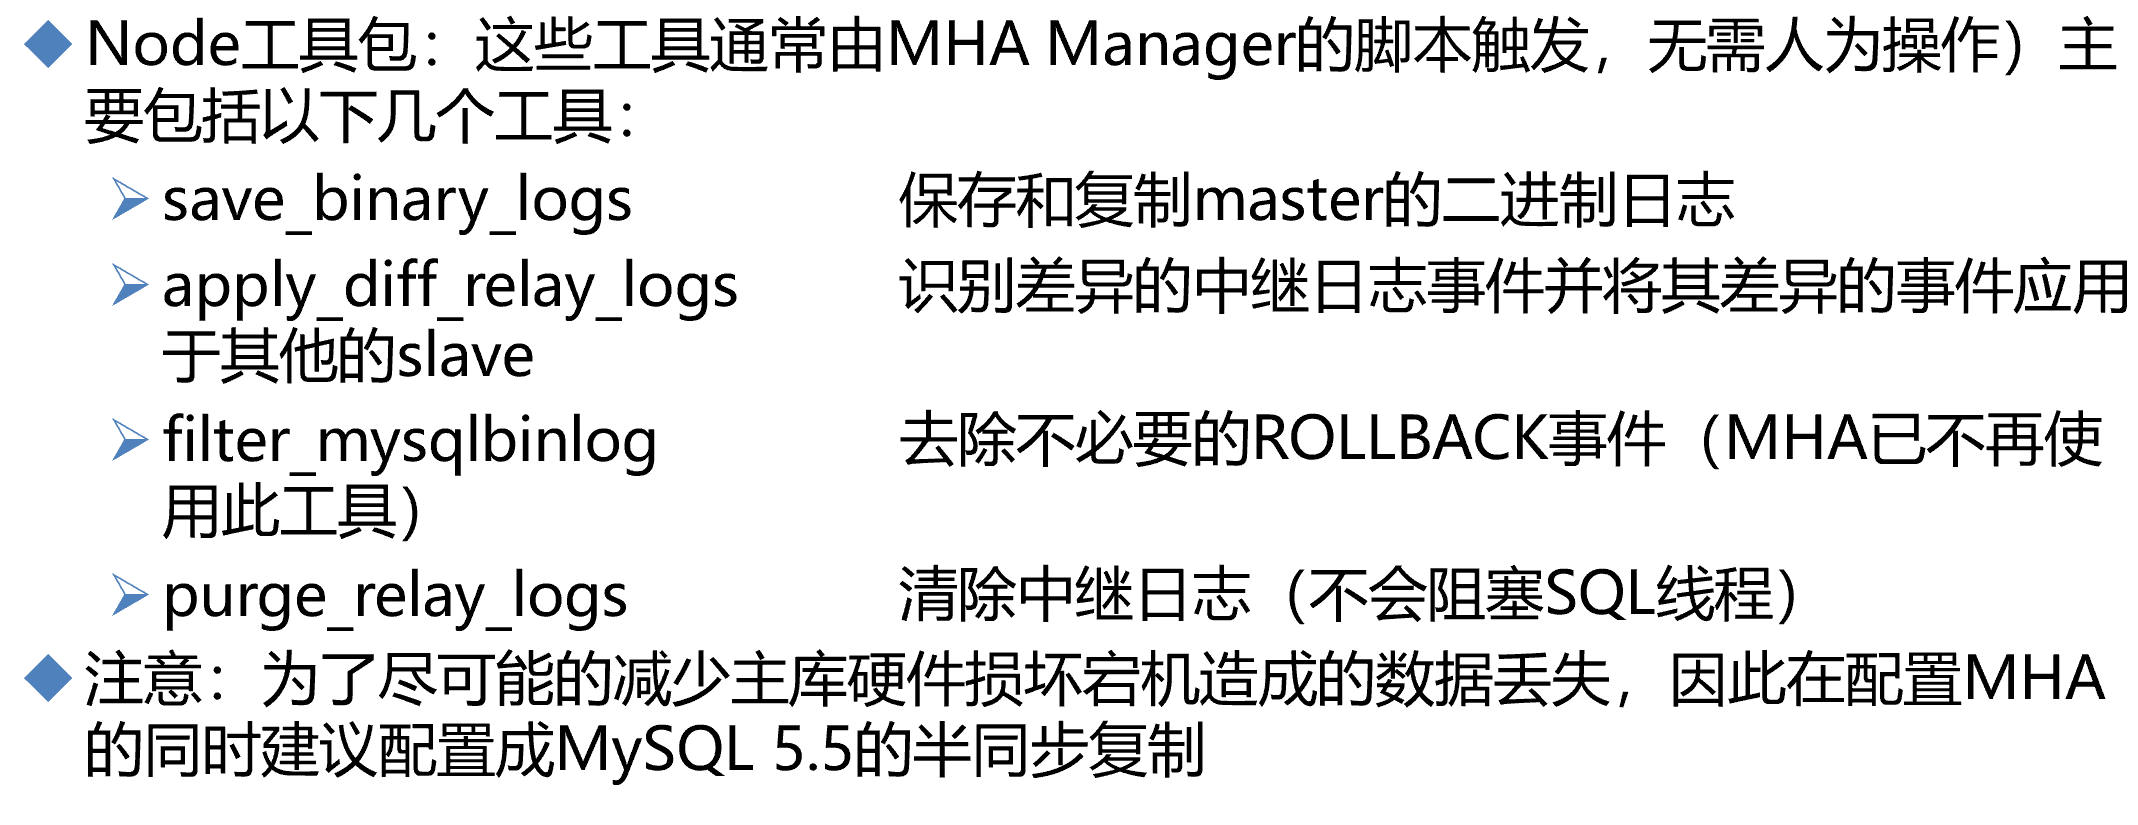 Node工具包：这些工具通常由MHA Manager的脚本触发，无需人为操作）主
要包括以下几个工具：
save_binary_logs 保存和复制master的二进制日志
apply_diff_relay_logs 识别差异的中继日志事件并将其差异的事件应用
于其他的slave
filter_mysqlbinlog 去除不必要的ROLLBACK事件（MHA已不再使
用此工具）
purge_relay_logs 清除中继日志（不会阻塞SQL线程）
注意：为了尽可能的减少主库硬件损坏宕机造成的数据丢失，因此在配置MHA
的同时建议配置成MySQL 5.5的半同步复制